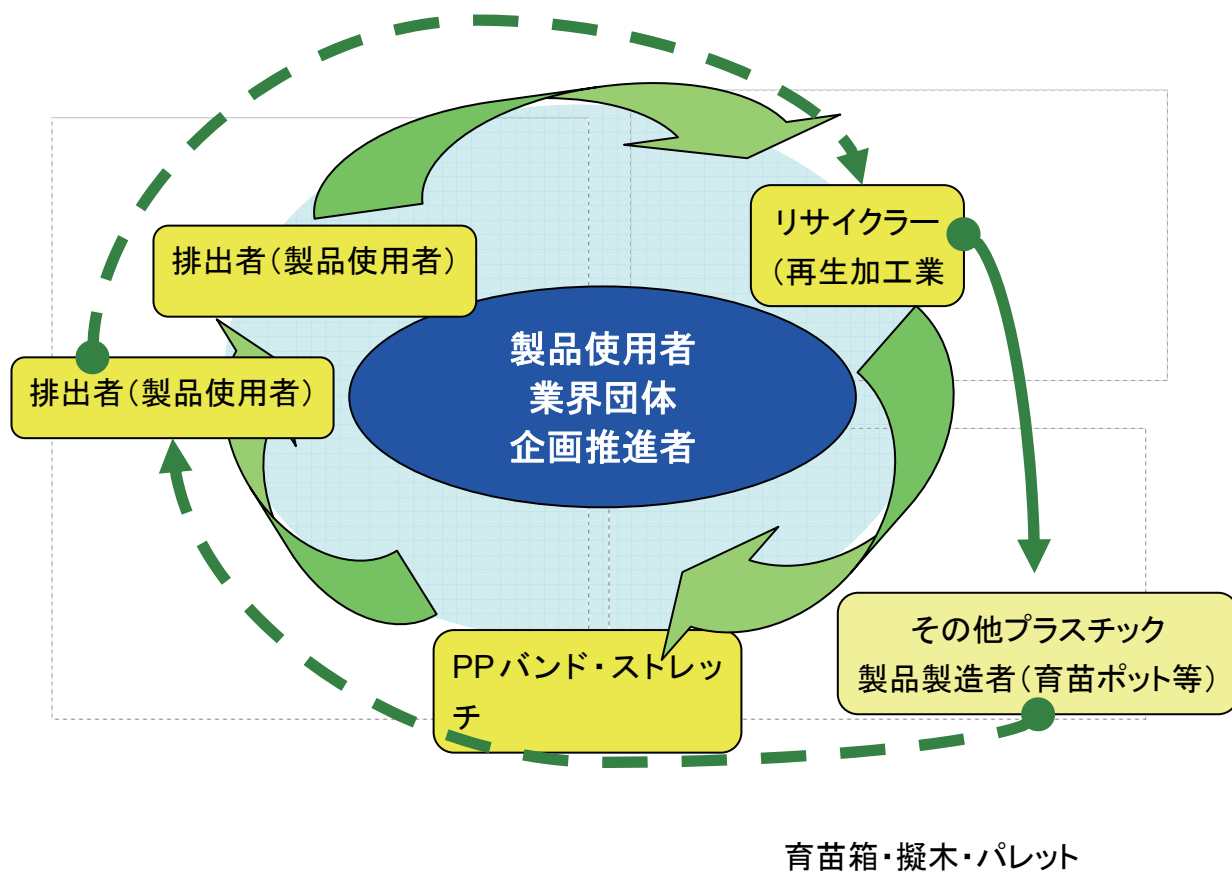 リサイクラー
(再生加工業
排出者(製品使用者)
製品使用者
業界団体
企画推進者
排出者(製品使用者)
その他プラスチック
製品製造者(育苗ポット等)
PPバンド・ストレッ
チ
育苗箱・擬木・パレット